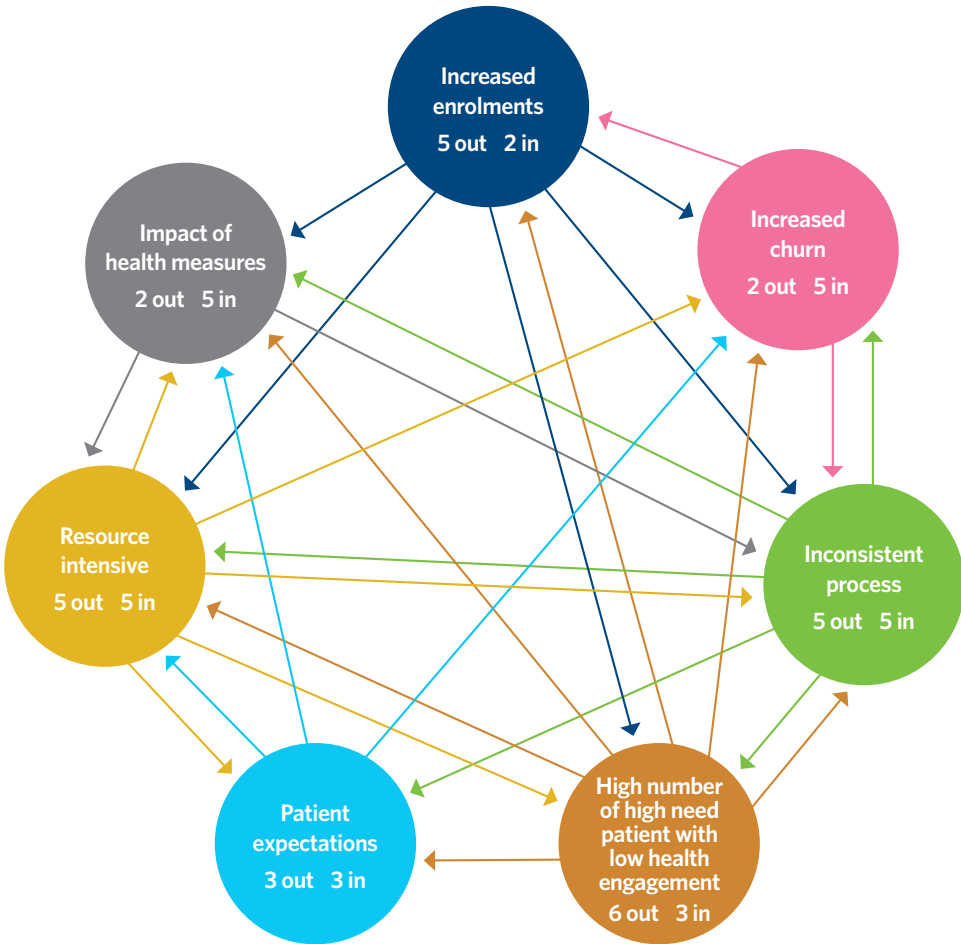 Increased
enrolments
5 out 2 in
Impact of
health measures
2 out 5 in
Increased
churn
2 out 5 in
Resource
intensive
5 out 5 in
Inconsistent
process
5 out 5 in
Patient
expectations
3 out 3 in
High number
of high need
patient with
low health
engagement
6 out 3 in